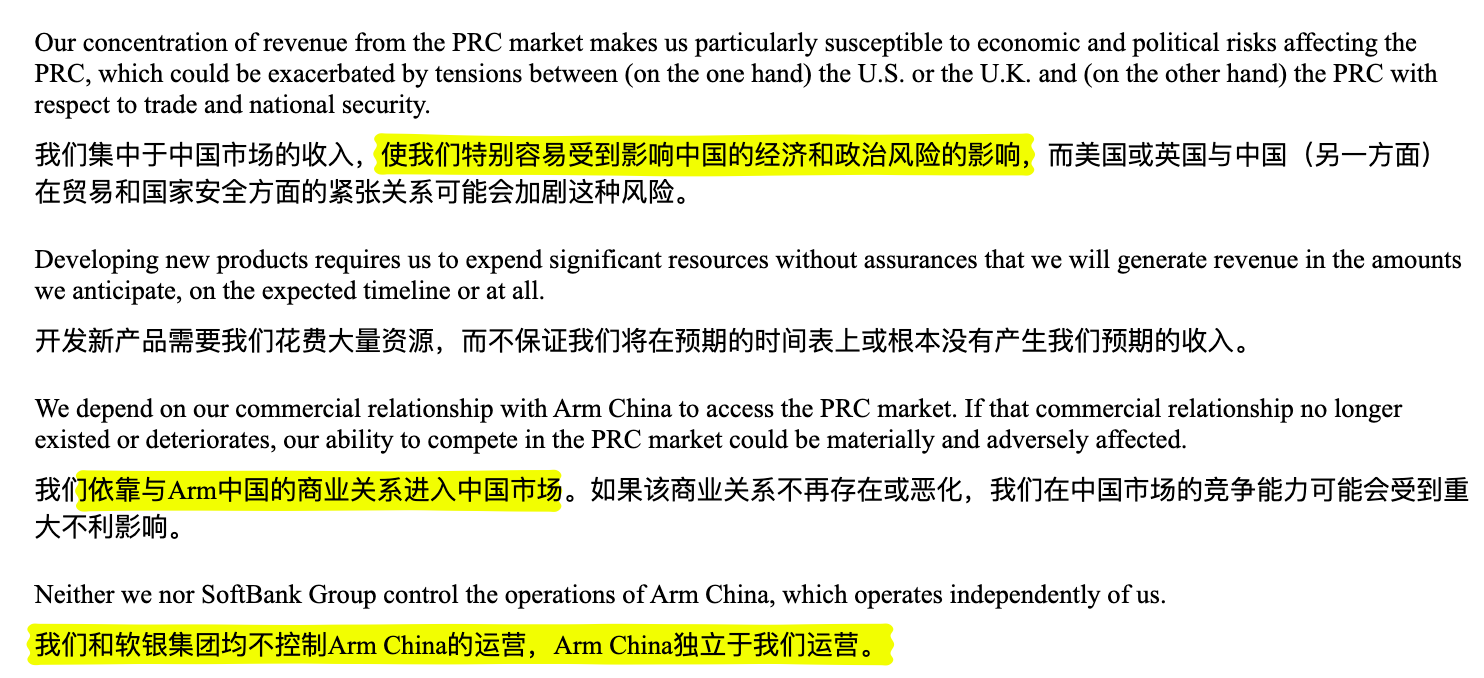 Our concentration of revenue from the PRC market makes us particularly susceptible to economic and political risks affecting the
PRC, which could be exacerbated by tensions between (on the one hand) the U.S. or the U.K. and (on the other hand) the PRC with
respect to trade and national security.
我们集中于中国市场的收入，使我们特别容易受到影响中国的经济和政治风险的影响，而美国或英国与中国（另一方面）
在贸易和国家安全方面的紧张关系可能会加剧这种风险。
Developing new products requires us to expend significant resources without assurances that we will generate revenue in the amounts
we anticipate, on the expected timeline or at all.
开发新产品需要我们花费大量资源，而不保证我们将在预期的时间表上或根本没有产生我们预期的收入。
We depend on our commercial relationship with Arm China to access the PRC market. If that commercial relationship no longer
existed or deteriorates, our ability to compete in the PRC market could be materially and adversely affected.
我们依靠与Arm中国的商业关系进入中国市场。如果该商业关系不再存在或恶化，我们在中国市场的竞争能力可能会受到重
大不利影响。
Neither we nor SoftBank Group control the operations of Arm China, which operates independently of us.
我们和软银集团均不控制Arm China的运营，Arm China独立于我们运营。